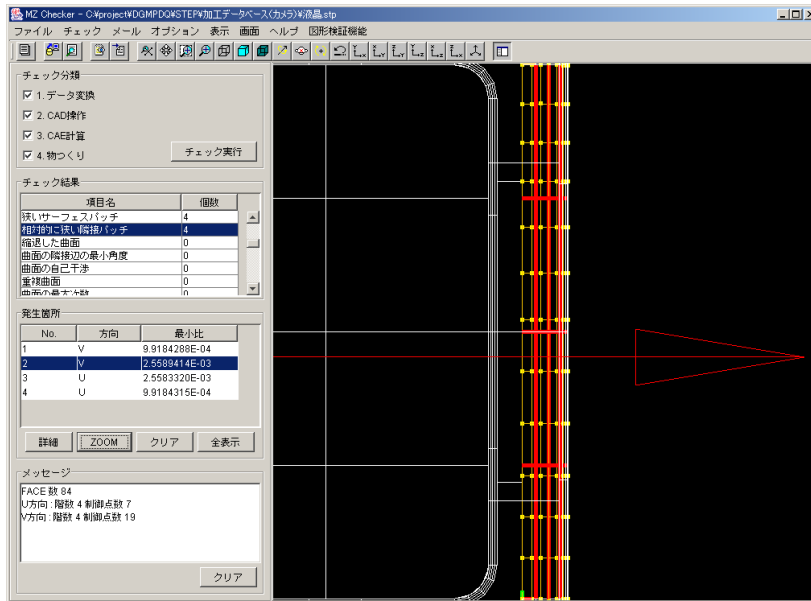 MZ Checker - C:¥project¥DGMPDQ¥STEP¥加工データベース(カメラ)¥液晶.stp
ファイル チェック メール オプション 表示 画面 ヘルプ 図形検証機能
チェック分類
1. データ変換
2. CAD操作
3. CAE計算
4. 物つくり
チェック実行
チェック結果
項目名 個数
狭いサーフェスパッチ 4
相対的に狭い隣接パッチ 4
縮退した曲面 0
曲面の隣接辺の最小角度 0
曲面の自己干渉 0
重複曲面 0
曲面の最大次数 0
発生箇所
No. 方向 最小比
1 V 9.9184288E-04
2 V 2.5589414E-03
3 U 2.5583320E-03
4 U 9.9184315E-04
詳細 ZOOM クリア 全表示
メッセージ
FACE 数 84
U方向 : 階数 4 制御点数 7
V方向 : 階数 4 制御点数 19
クリア